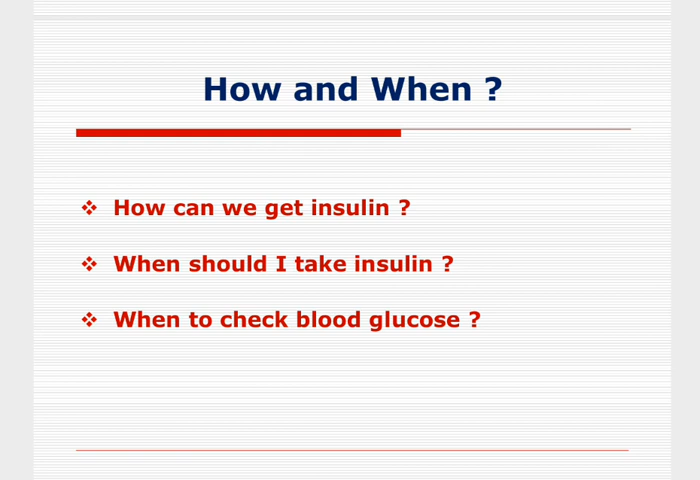 How and When ?
How can we get insulin ?
When should I take insulin ?
When to check blood glucose ?